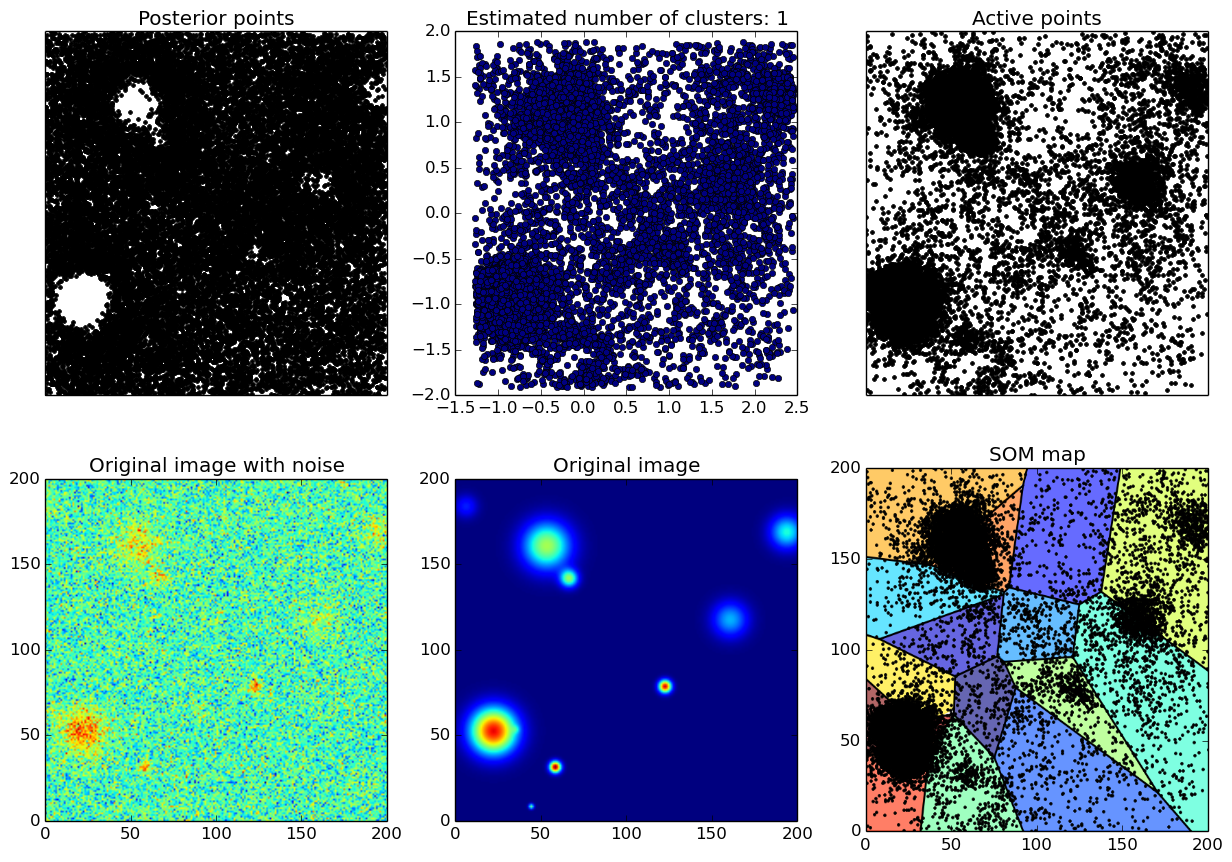 Posterior points
Estimated number of clusters: 1
Active points
2.0
1.5
1.0
0.5
0.0
−0.5
−1.0
−1.5
−2.0
−1.5 −1.0 −0.5 0.0 0.5 1.0 1.5 2.0 2.5
Original image with noise
Original image
SOM map
200
150
100
50
0
0 50 100 150 200
200
150
100
50
0
0 50 100 150 200
200
150
100
50
0
0 50 100 150 200